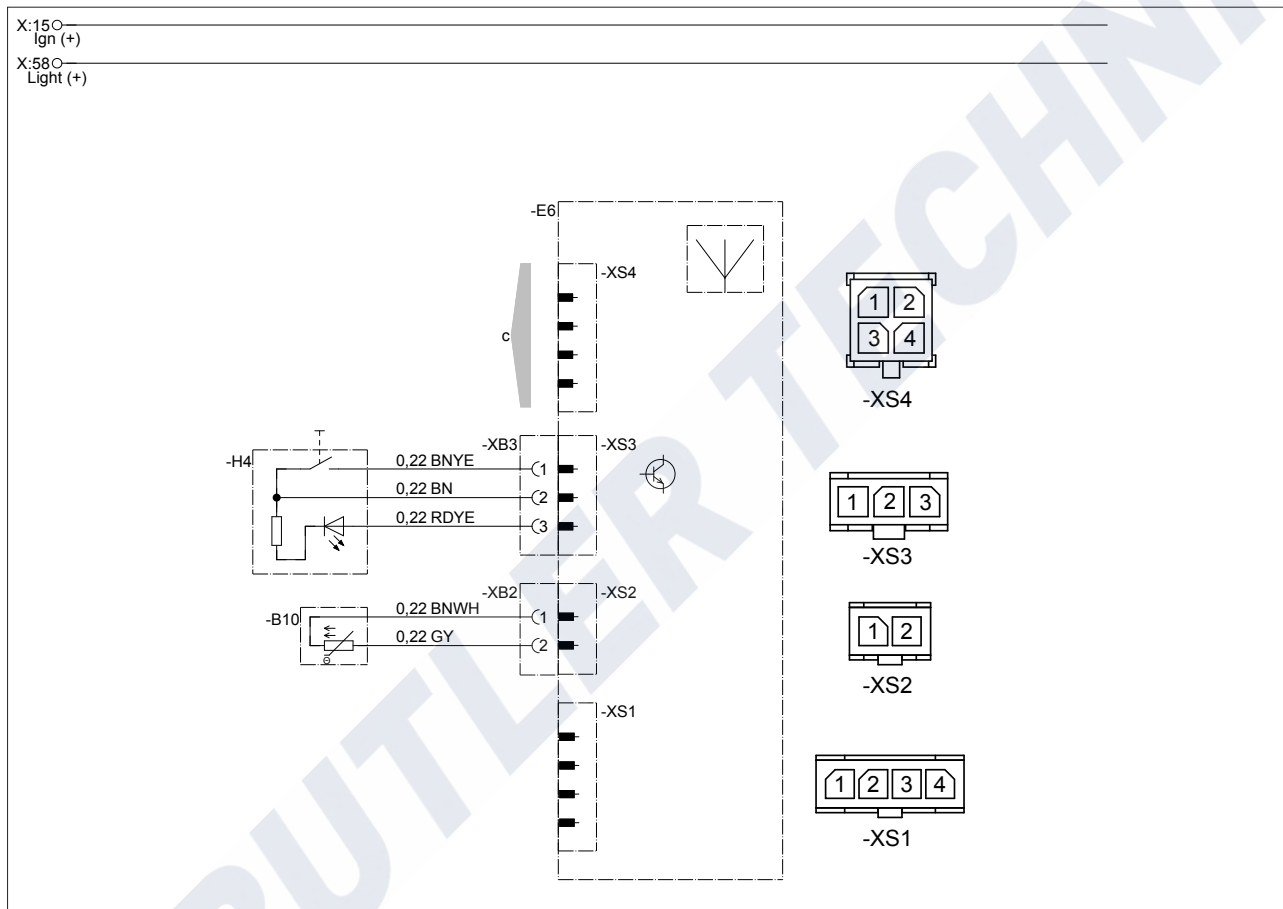 X:15
Ign (+)
X:58
Light (+)
-E6
-XS4
c
-XB3
-XS3
-H4
0,22 BNYE
1
0,22 BN
2
0,22 RDYE
3
-XB2
-XS2
-B10
0,22 BNWH
1
0,22 GY
2
-XS1
1 2
3 4
-XS4
1 2 3
-XS3
1 2
-XS2
1 2 3 4
-XS1
BUTLER TECHNI